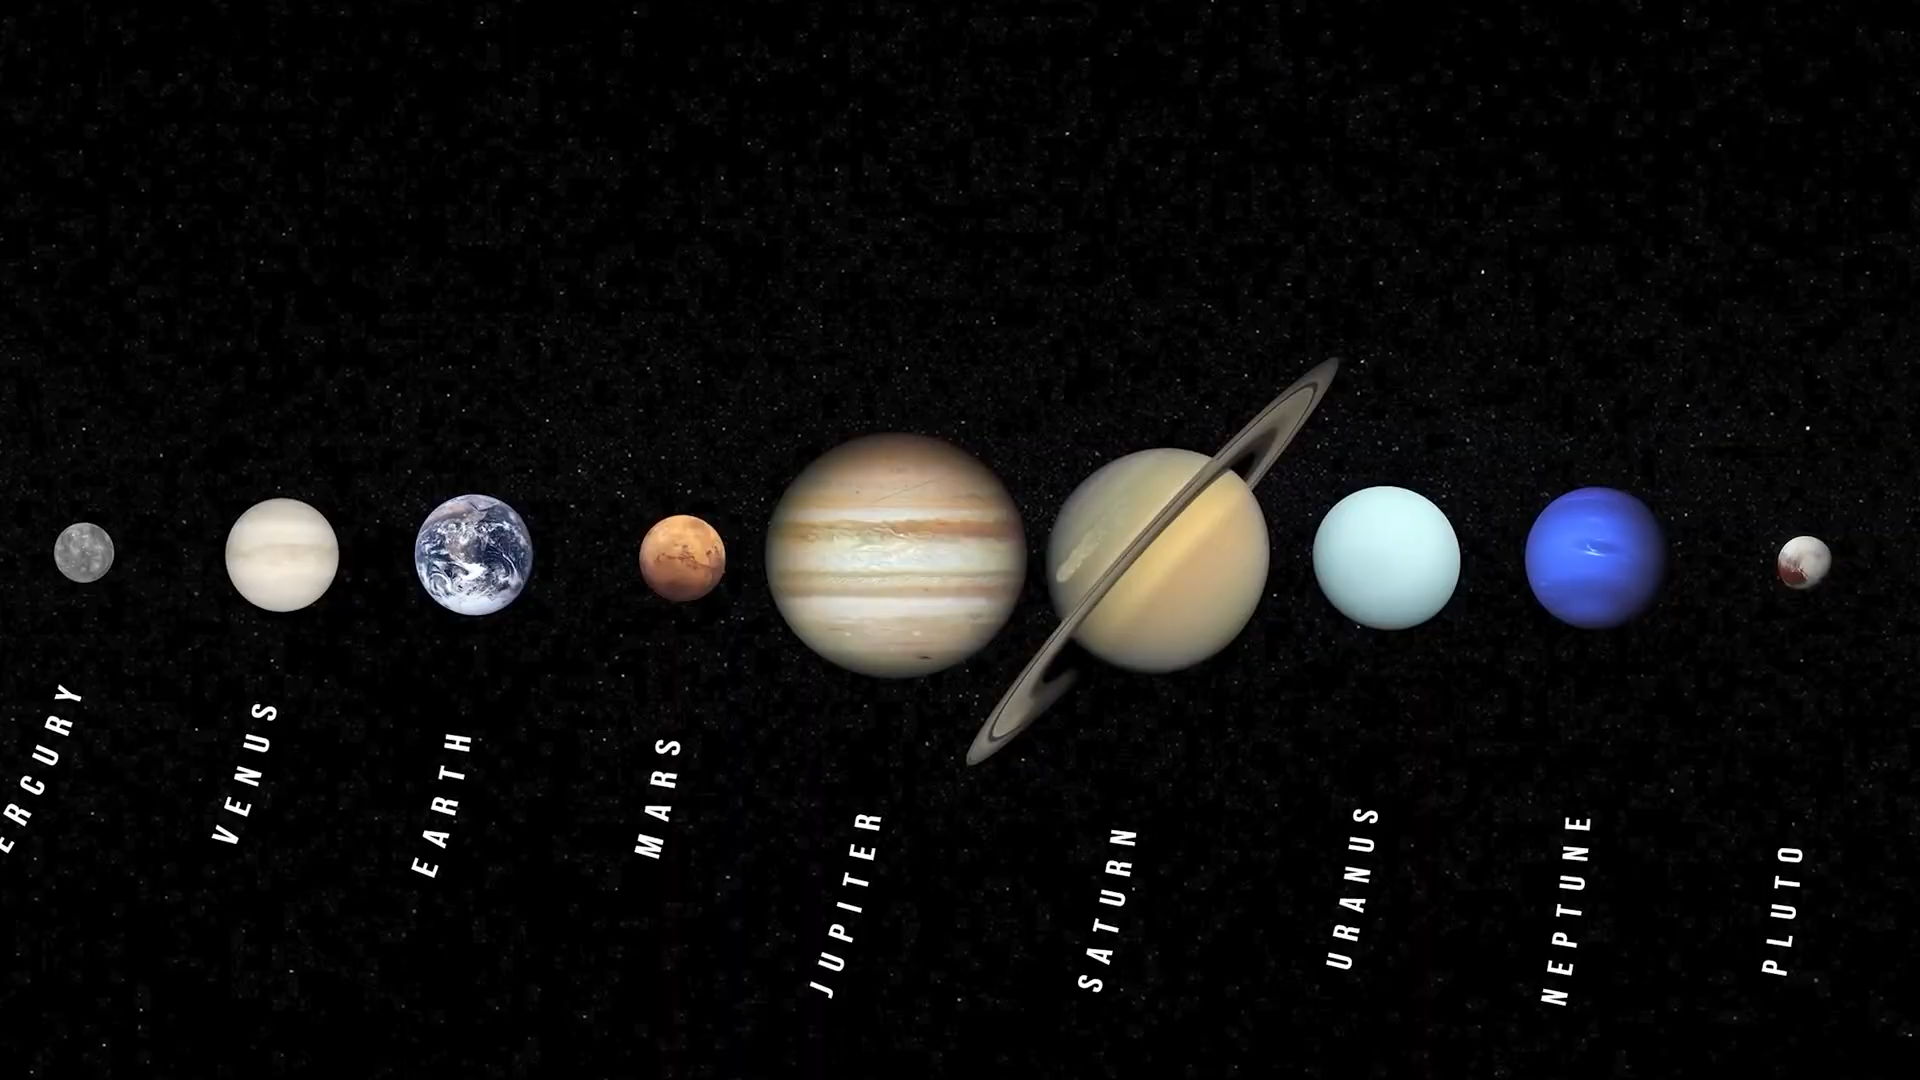 ERCURY
VENUS
EARTH
MARS
JUPITER
SATURN
URANUS
NEPTUNE
PLUTO